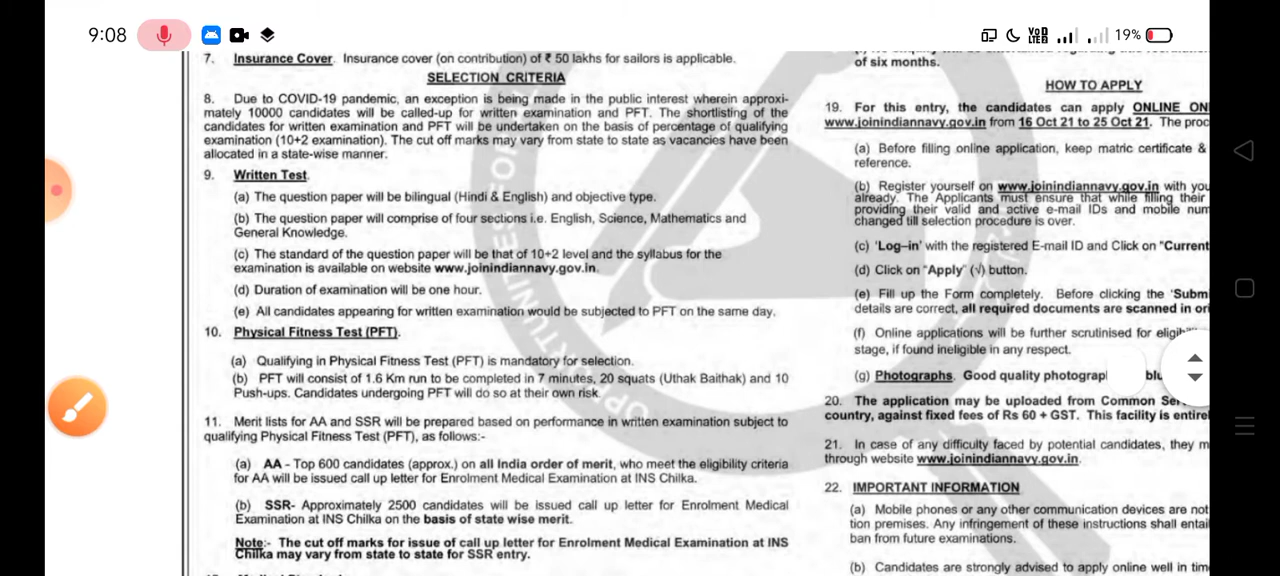 9:08
VoD
LTE2
19%
7. Insurance Cover. Insurance cover (on contribution) of ₹ 50 lakhs for sailors is applicable.
SELECTION CRITERIA
8. Due to COVID-19 pandemic, an exception is being made in the public interest wherein approxi-
mately 10000 candidates will be called-up for written examination and PFT. The shortlisting of the
candidates for written examination and PFT will be undertaken on the basis of percentage of qualifying
examination (10+2 examination). The cut off marks may vary from state to state as vacancies have been
allocated in a state-wise manner.
9. Written Test.
(a) The question paper will be bilingual (Hindi & English) and objective type.
(b) The question paper will comprise of four sections i.e. English, Science, Mathematics and
General Knowledge.
(c) The standard of the question paper will be that of 10+2 level and the syllabus for the
examination is available on website www.joinindiannavy.gov.in.
(d) Duration of examination will be one hour.
(e) All candidates appearing for written examination would be subjected to PFT on the same day.
10. Physical Fitness Test (PFT).
(a) Qualifying in Physical Fitness Test (PFT) is mandatory for selection.
(b) PFT will consist of 1.6 Km run to be completed in 7 minutes, 20 squats (Uthak Baithak) and 10
Push-ups. Candidates undergoing PFT will do so at their own risk.
11. Merit lists for AA and SSR will be prepared based on performance in written examination subject to
qualifying Physical Fitness Test (PFT), as follows:-
(a) AA - Top 600 candidates (approx.) on all India order of merit, who meet the eligibility criteria
for AA will be issued call up letter for Enrolment Medical Examination at INS Chilka.
(b) SSR- Approximately 2500 candidates will be issued call up letter for Enrolment Medical
Examination at INS Chilka on the basis of state wise merit.
Note:- The cut off marks for issue of call up letter for Enrolment Medical Examination at INS
Chilka may vary from state to state for SSR entry.
of six months.
HOW TO APPLY
19. For this entry, the candidates can apply ONLINE ON
www.joinindiannavy.gov.in from 16 Oct 21 to 25 Oct 21. The proc
(a) Before filling online application, keep matric certificate &
reference.
(b) Register yourself on www.joinindiannavy.gov.in with you
already. The Applicants must ensure that while filling their
providing their valid and active e-mail IDs and mobile num
changed till selection procedure is over.
(c) 'Log–in' with the registered E-mail ID and Click on "Current
(d) Click on "Apply" (√) button.
(e) Fill up the Form completely. Before clicking the 'Subm
details are correct, all required documents are scanned in ori
(f) Online applications will be further scrutinised for eligib
stage, if found ineligible in any respect.
(g) Photographs. Good quality photograp blu
20. The application may be uploaded from Common Ser
country, against fixed fees of Rs 60 + GST. This facility is entirel
21. In case of any difficulty faced by potential candidates, they m
through website www.joinindiannavy.gov.in.
22. IMPORTANT INFORMATION
(a) Mobile phones or any other communication devices are not
tion premises. Any infringement of these instructions shall entai
ban from future examinations.
(b) Candidates are strongly advised to apply online well in tim